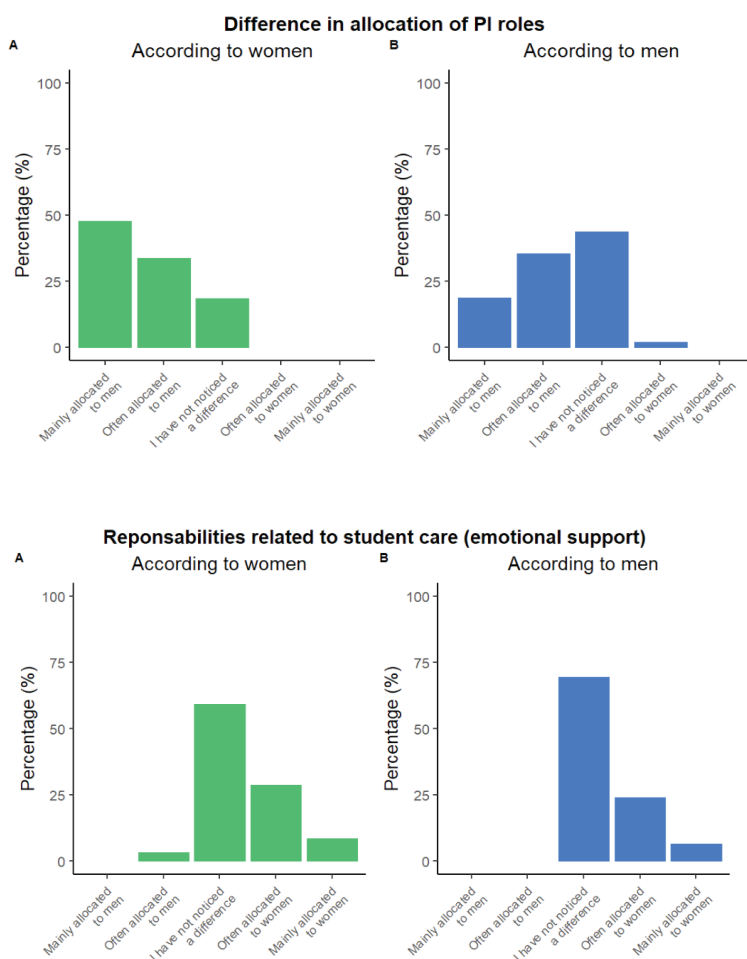 Difference in allocation of PI roles
A
According to women
Percentage (%)
100
75
50
25
0
Mainly allocated
to men
Often allocated
to men
I have not noticed
a difference
Often allocated
to women
Mainly allocated
to women
B
According to men
Percentage (%)
100
75
50
25
0
Mainly allocated
to men
Often allocated
to men
I have not noticed
a difference
Often allocated
to women
Mainly allocated
to women
Reponsabilities related to student care (emotional support)
A
According to women
Percentage (%)
100
75
50
25
0
Mainly allocated
to men
Often allocated
to men
I have not noticed
a difference
Often allocated
to women
Mainly allocated
to women
B
According to men
Percentage (%)
100
75
50
25
0
Mainly allocated
to men
Often allocated
to men
I have not noticed
a difference
Often allocated
to women
Mainly allocated
to women